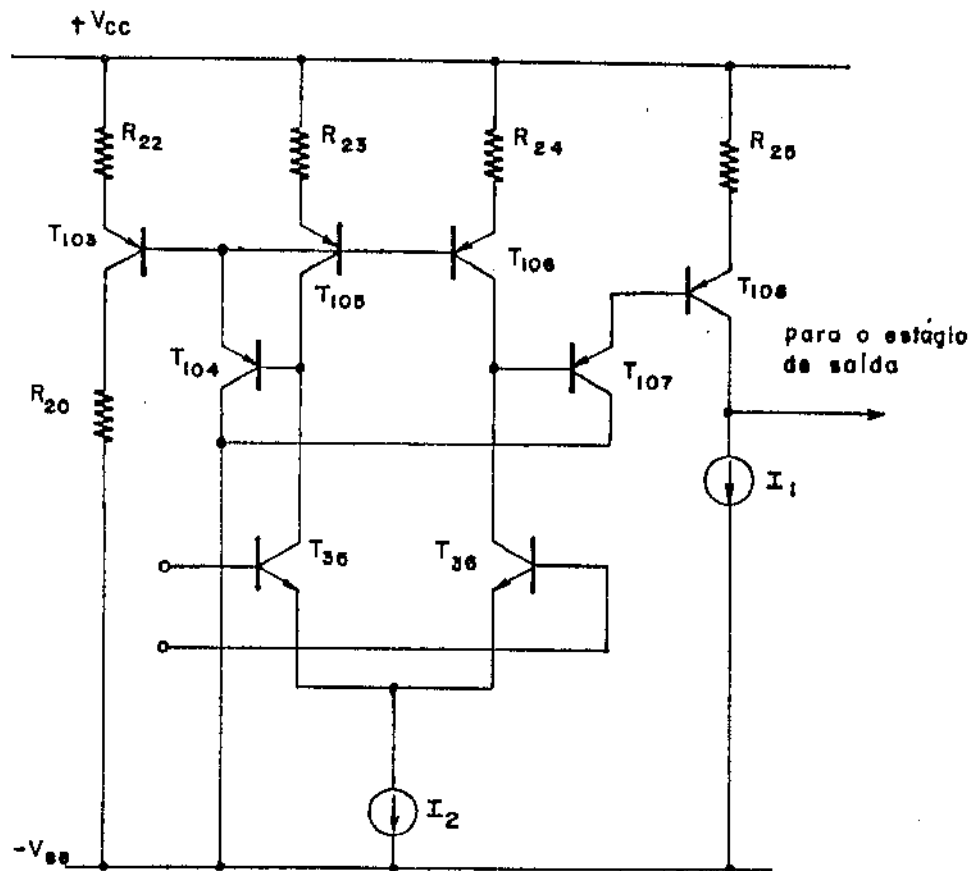 + Vcc
R22
R23
R24
R25
T103
T105
T106
T108
para o estágio
de saída
T104
T107
R20
I1
T35
T36
I2
-Vee